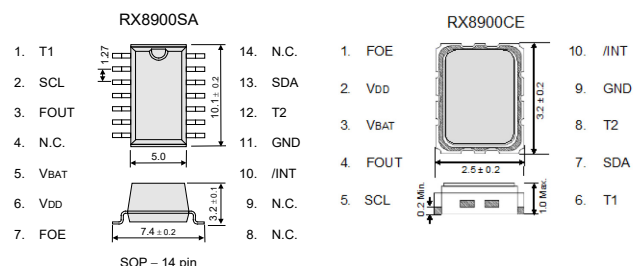 RX8900SA
1. T1
2. SCL
3. FOUT
4. N.C.
5. VBAT
6. VDD
7. FOE
1.27
10.1 ± 0.2
5.0
3.2 ± 0.1
7.4 ± 0.2
14. N.C.
13. SDA
12. T2
11. GND
10. /INT
9. N.C.
8. N.C.
SOP – 14 pin
RX8900CE
1. FOE
2. VDD
3. VBAT
4. FOUT
5. SCL
3.2 ± 0.2
2.5 ± 0.2
0.2 Min.
1.0 Max.
10. /INT
9. GND
8. T2
7. SDA
6. T1